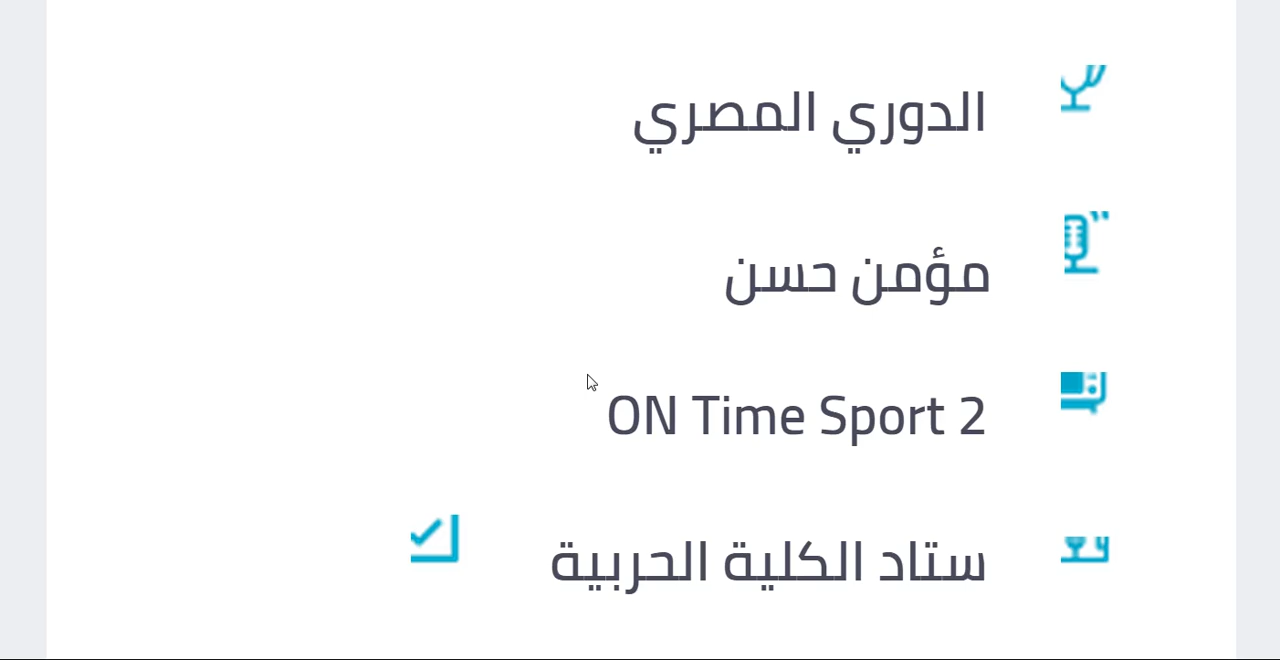 الدوري المصري
مؤمن حسن
ON Time Sport 2
ستاد الكلية الحربية